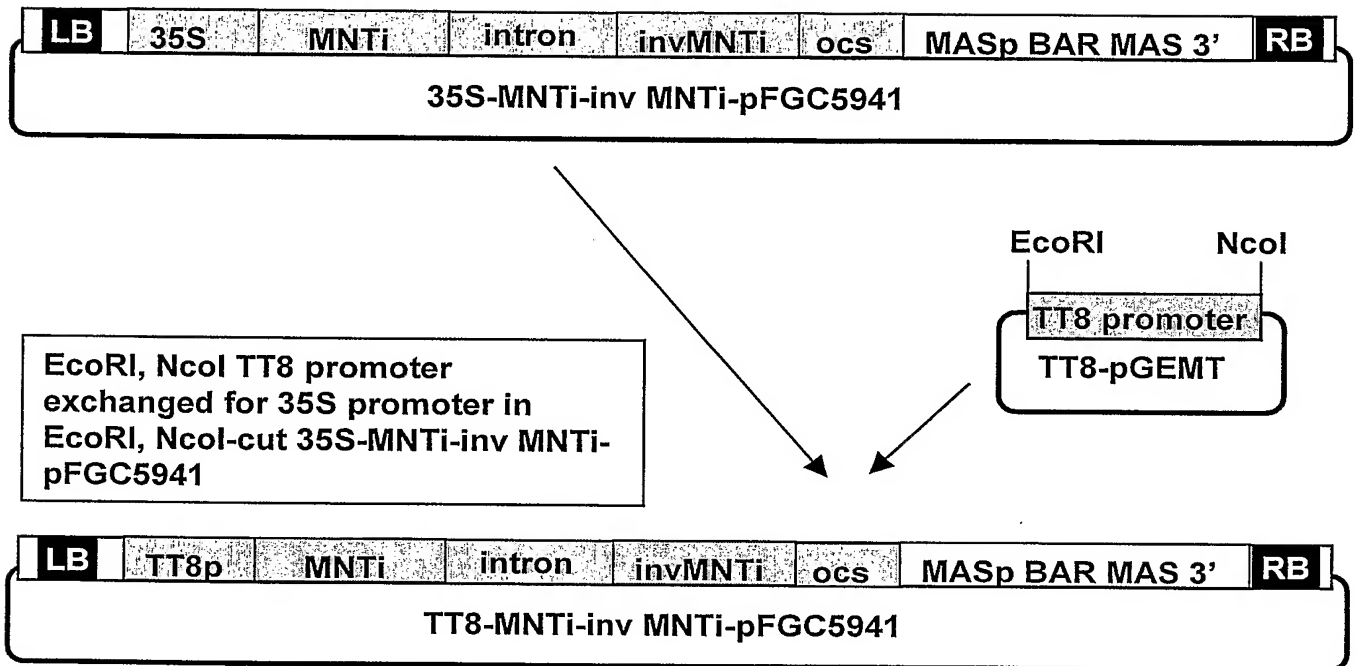 LB 35S MNTi intron invMNTi ocs MASp BAR MAS 3' RB
35S-MNTi-inv MNTi-pFGC5941
EcoRI NcoI
TT8 promoter
TT8-pGEMT
EcoRI, NcoI TT8 promoter
exchanged for 35S promoter in
EcoRI, NcoI-cut 35S-MNTi-inv MNTi-
pFGC5941
LB TT8p MNTi intron invMNTi ocs MASp BAR MAS 3' RB
TT8-MNTi-inv MNTi-pFGC5941